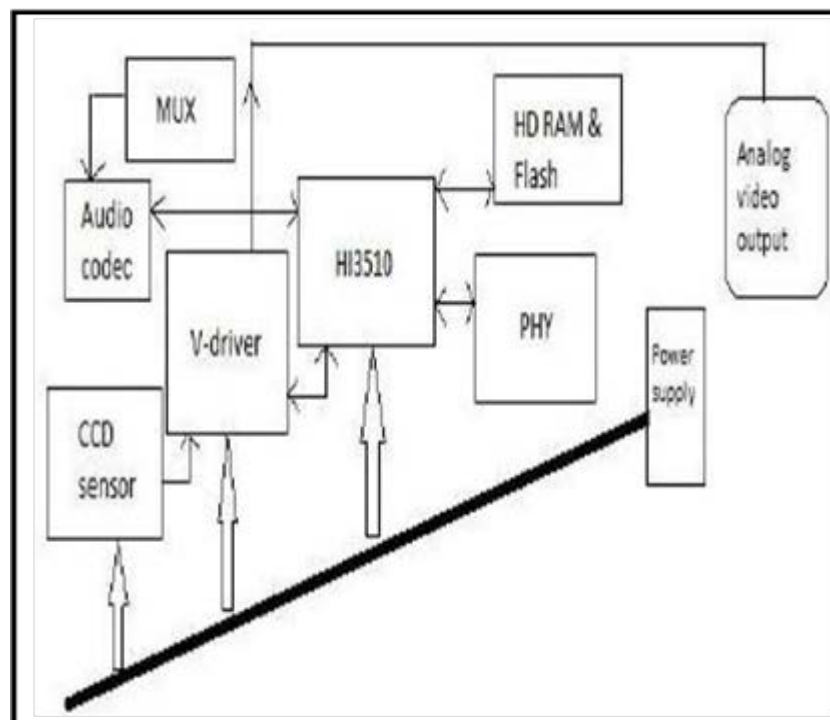 MUX
HD RAM &
Flash
Analog
video
output
Audio
codec
HI3510
V-driver
PHY
Power
supply
CCD
sensor